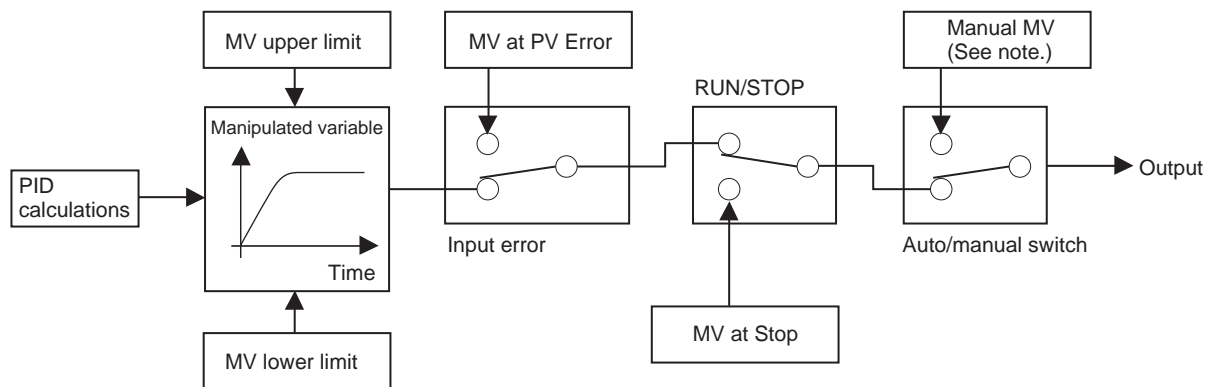 MV upper limit
MV at PV Error
Manual MV
(See note.)
RUN/STOP
Manipulated variable
PID
calculations
Output
Time
Input error
Auto/manual switch
MV at Stop
MV lower limit